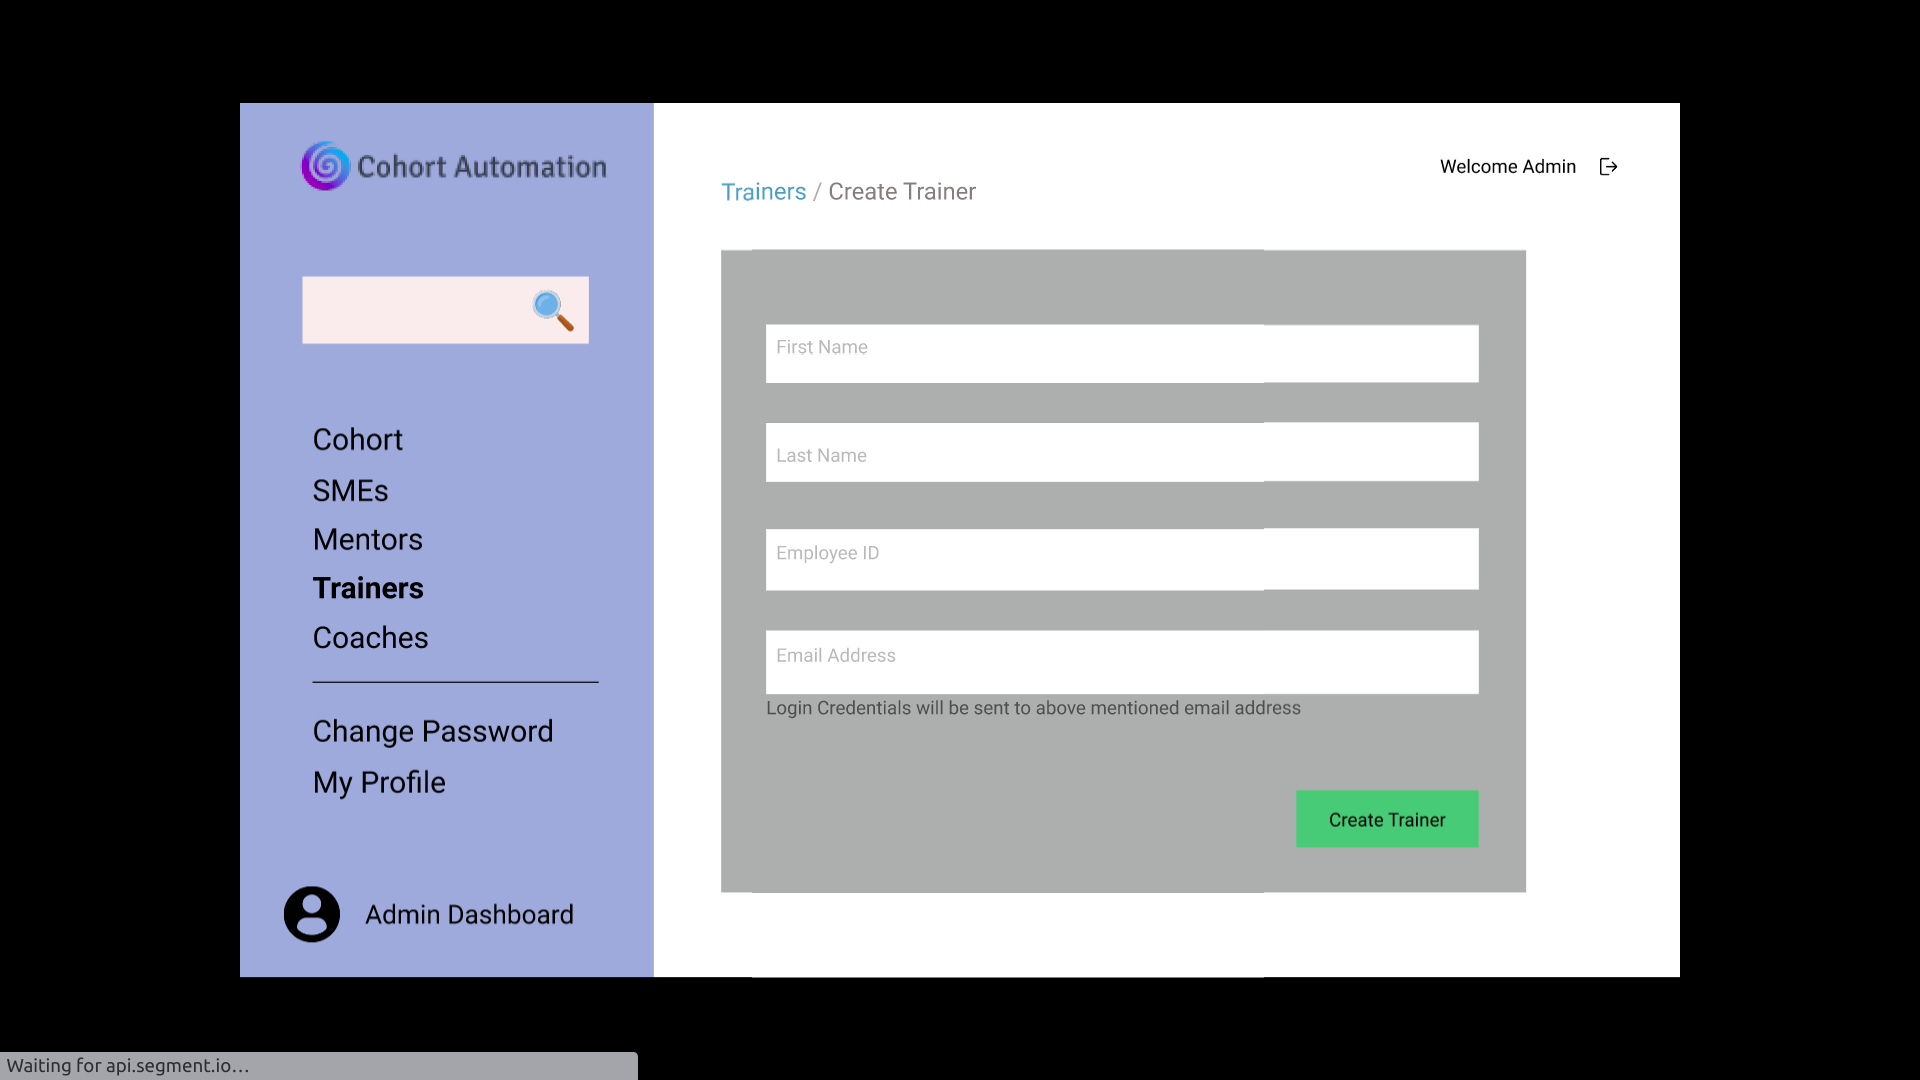 Cohort Automation
Cohort
SMEs
Mentors
Trainers
Coaches
Change Password
My Profile
Admin Dashboard
Welcome Admin
Trainers / Create Trainer
First Name
Last Name
Employee ID
Email Address
Login Credentials will be sent to above mentioned email address
Create Trainer
Waiting for api.segment.io…